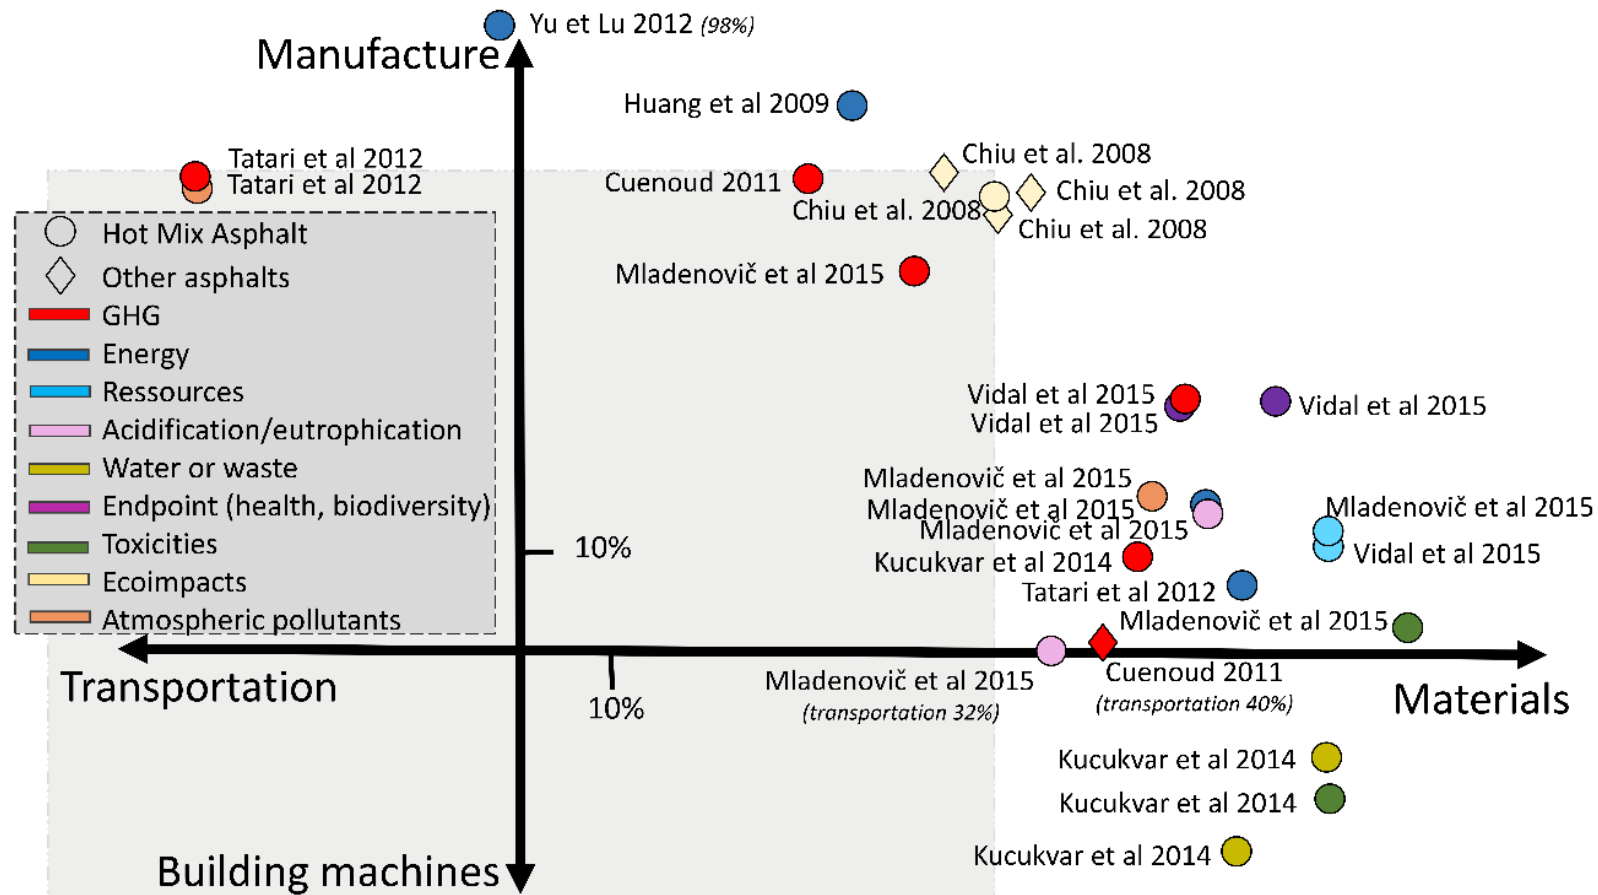 Yu et Lu 2012 (98%)
Manufacture
Huang et al 2009
Tatari et al 2012
Tatari et al 2012
Cuenoud 2011
Chiu et al. 2008
Chiu et al. 2008
Chiu et al. 2008
Chiu et al. 2008
Mladenovič et al 2015
Hot Mix Asphalt
Other asphalts
GHG
Energy
Ressources
Acidification/eutrophication
Water or waste
Endpoint (health, biodiversity)
Toxicities
Ecoimpacts
Atmospheric pollutants
Vidal et al 2015
Vidal et al 2015
Vidal et al 2015
Mladenovič et al 2015
Mladenovič et al 2015
Mladenovič et al 2015
Mladenovič et al 2015
Vidal et al 2015
Kucukvar et al 2014
10%
Tatari et al 2012
Mladenovič et al 2015
Transportation
10%
Mladenovič et al 2015
(transportation 32%)
Cuenoud 2011
(transportation 40%)
Materials
Kucukvar et al 2014
Kucukvar et al 2014
Kucukvar et al 2014
Building machines